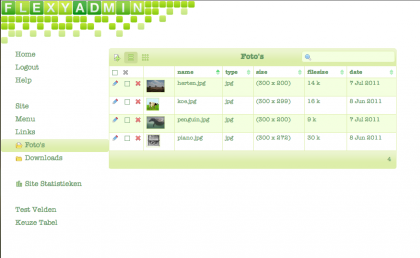 FLEXYADMIN
Home
Logout
Help
Site
Menu
Links
Foto's
Downloads
Site Statistieken
Test Velden
Keuze Tabel
Foto's
name type size filesize date
herten.jpg jpg (300 x 200) 14 k 7 Jul 2011
koe.jpg jpg (300 x 299) 16 k 8 Jun 2011
penguin.jpg jpg (300 x 200) 9 k 7 Jul 2011
piano.jpg jpg (300 x 272) 30 k 8 Jun 2011
4